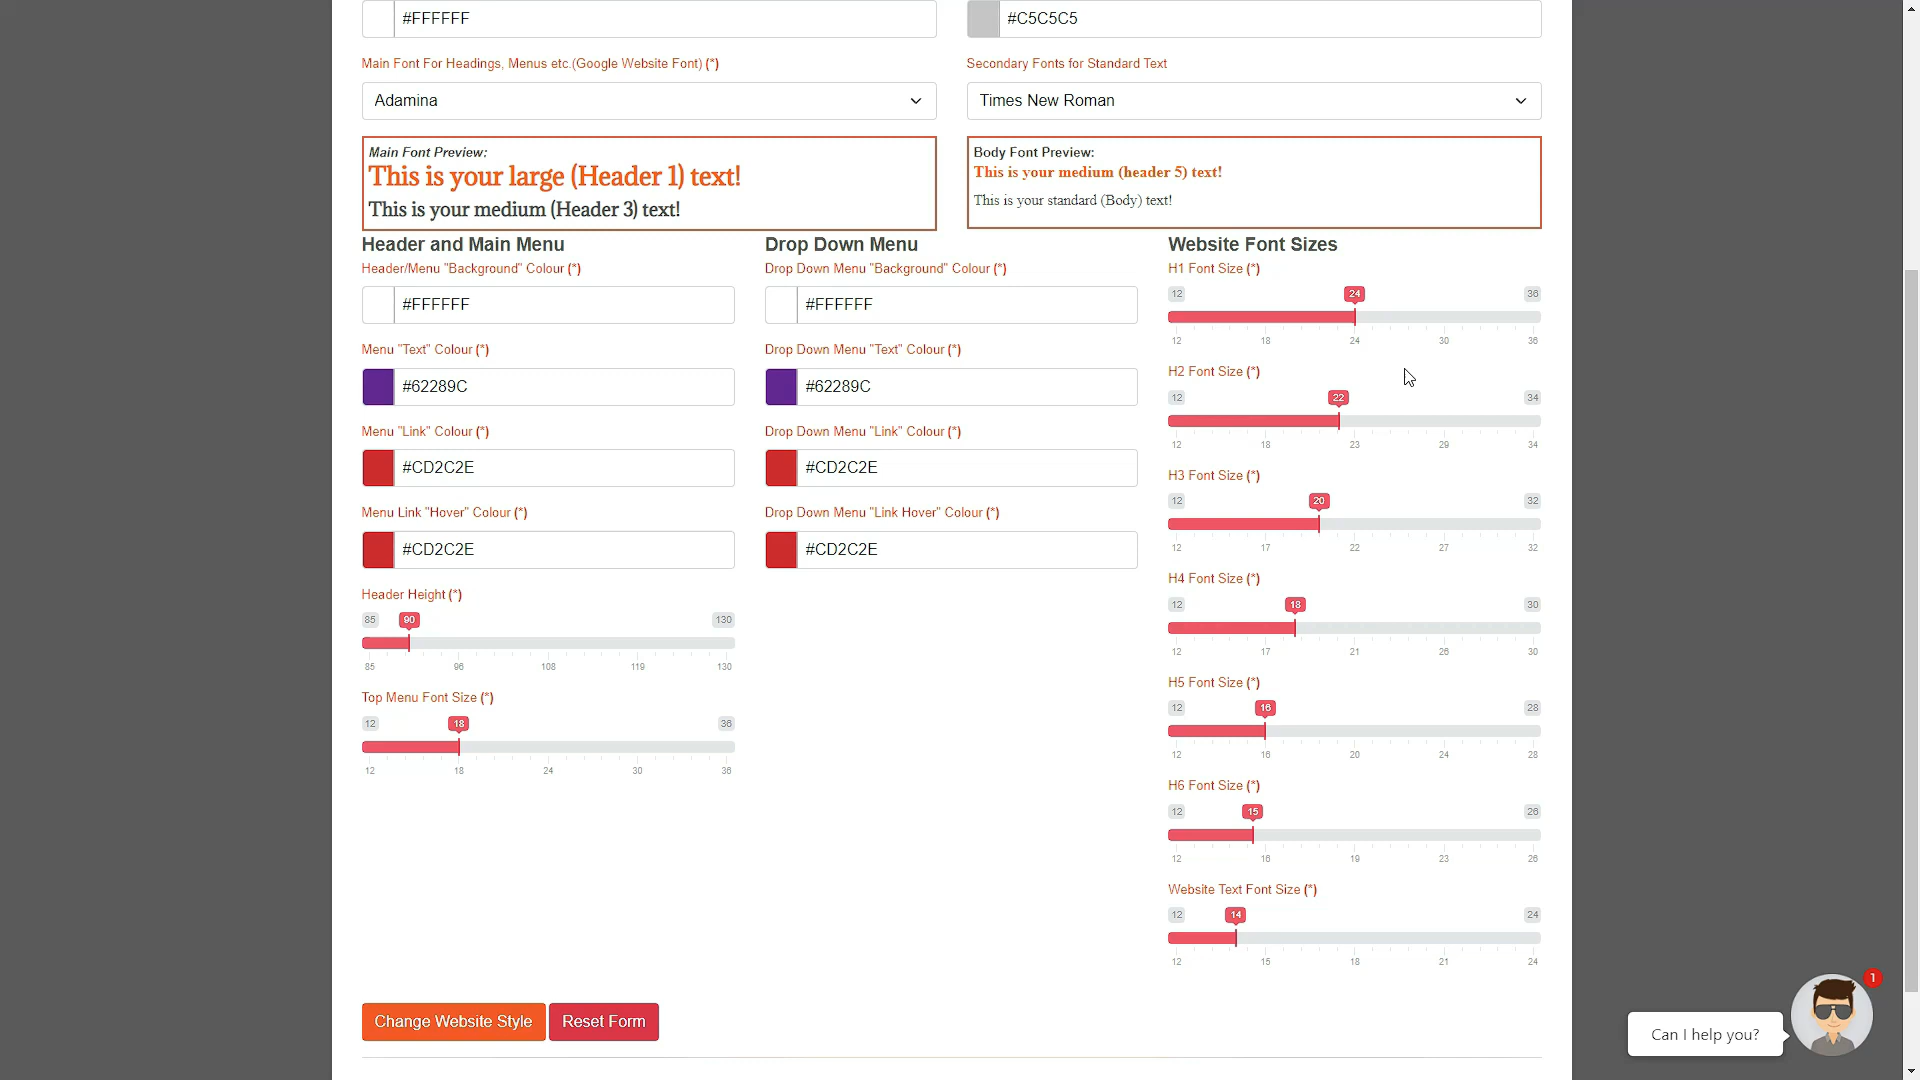 #FFFFFF
#C5C5C5
Main Font For Headings, Menus etc.(Google Website Font) (*)
Secondary Fonts for Standard Text
Adamina
Times New Roman
Main Font Preview:
This is your large (Header 1) text!
This is your medium (Header 3) text!
Body Font Preview:
This is your medium (header 5) text!
This is your standard (Body) text!
Header and Main Menu
Header/Menu "Background" Colour (*)
#FFFFFF
Menu "Text" Colour (*)
#62289C
Menu "Link" Colour (*)
#CD2C2E
Menu Link "Hover" Colour (*)
#CD2C2E
Header Height (*)
85 90 130
85 96 108 119 130
Top Menu Font Size (*)
12 18 36
12 18 24 30 36
Drop Down Menu
Drop Down Menu "Background" Colour (*)
#FFFFFF
Drop Down Menu "Text" Colour (*)
#62289C
Drop Down Menu "Link" Colour (*)
#CD2C2E
Drop Down Menu "Link Hover" Colour (*)
#CD2C2E
Website Font Sizes
H1 Font Size (*)
12 24 36
12 18 24 30 36
H2 Font Size (*)
12 22 34
12 18 23 29 34
H3 Font Size (*)
12 20 32
12 17 22 27 32
H4 Font Size (*)
12 18 30
12 17 21 26 30
H5 Font Size (*)
12 16 28
12 16 20 24 28
H6 Font Size (*)
12 15 26
12 16 19 23 26
Website Text Font Size (*)
12 14 24
12 15 18 21 24
Change Website Style
Reset Form
Can I help you?
1